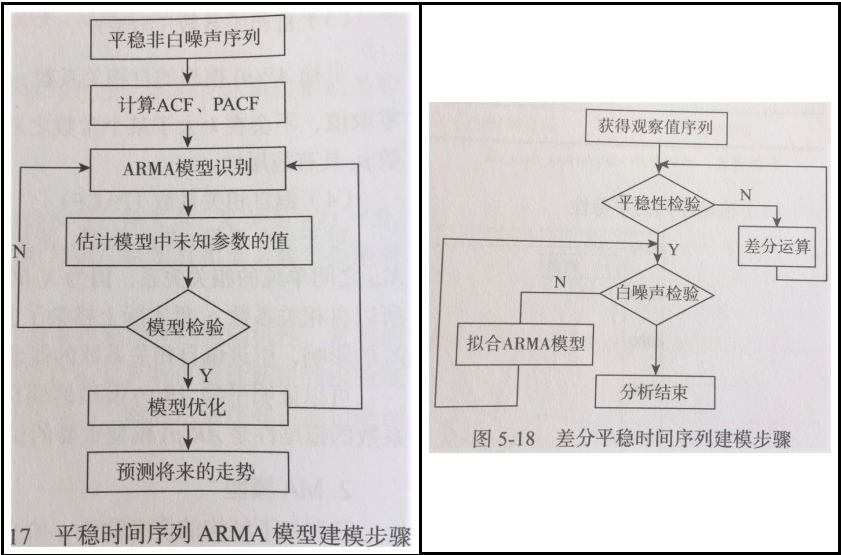 平稳非白噪声序列
计算ACF、PACF
ARMA模型识别
估计模型中未知参数的值
N
模型检验
Y
模型优化
预测将来的走势
17 平稳时间序列 ARMA 模型建模步骤
获得观察值序列
平稳性检验
N
差分运算
Y
N
白噪声检验
拟合ARMA模型
分析结束
图 5-18 差分平稳时间序列建模步骤